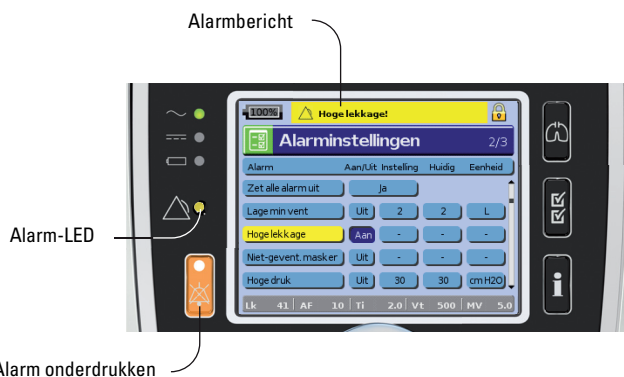 Alarmbericht
100% Hoge lekkage!
Alarminstellingen 2/3
Alarm Aan/Uit Instelling Huidig Eenheid
Zet alle alarm uit Ja
Lage min vent Uit 2 2 L
Hoge lekkage Aan - - -
Niet-gevent. masker Uit - - -
Hoge druk Uit 30 30 cm H2O
Lk 41 AF 10 Ti 2.0 Vt 500 MV 5.0
Alarm-LED
Alarm onderdrukken